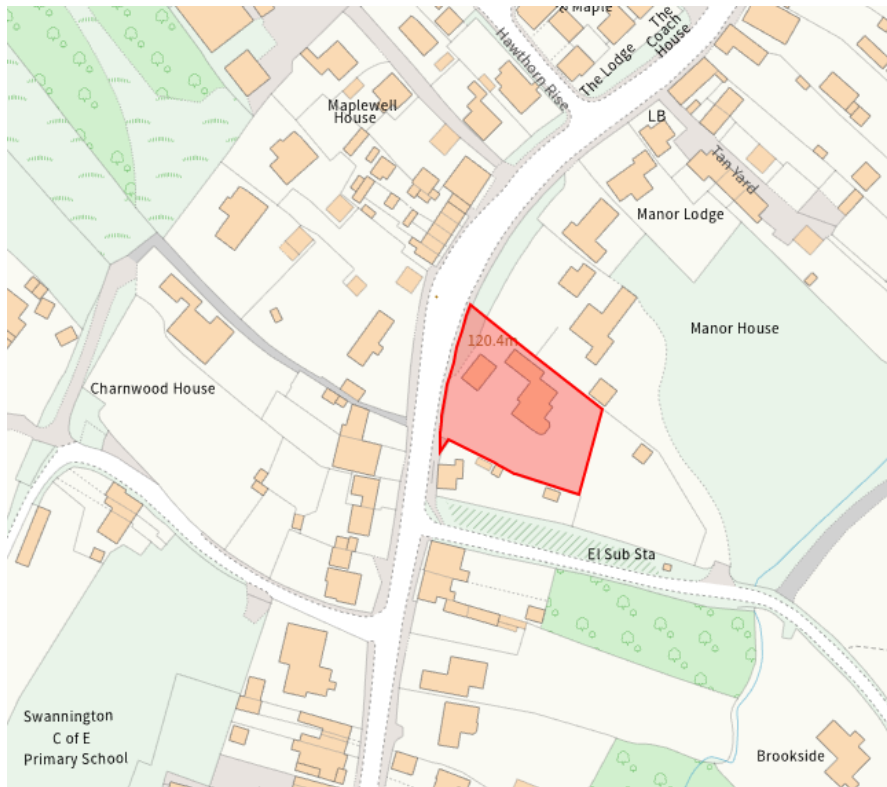 Maple
The
Coach
House
The Lodge
Hawthorn Rise
Maplewell
House
LB
Tan Yard
Manor Lodge
120.4m
Manor House
Charnwood House
El Sub Sta
Swannington
C of E
Primary School
Brookside